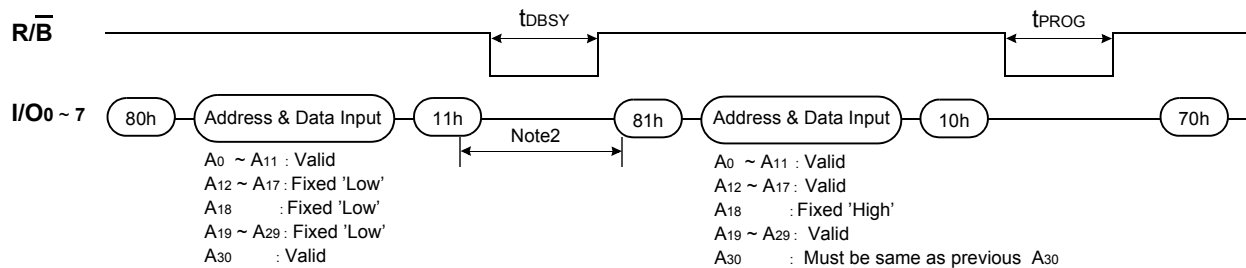 tDBSY
tPROG
R/B
I/O0 ~ 7
80h
Address & Data Input
11h
81h
Address & Data Input
10h
70h
Note2
A0 ~ A11 : Valid
A12 ~ A17 : Fixed 'Low'
A18 : Fixed 'Low'
A19 ~ A29 : Fixed 'Low'
A30 : Valid
A0 ~ A11 : Valid
A12 ~ A17 : Valid
A18 : Fixed 'High'
A19 ~ A29 : Valid
A30 : Must be same as previous A30